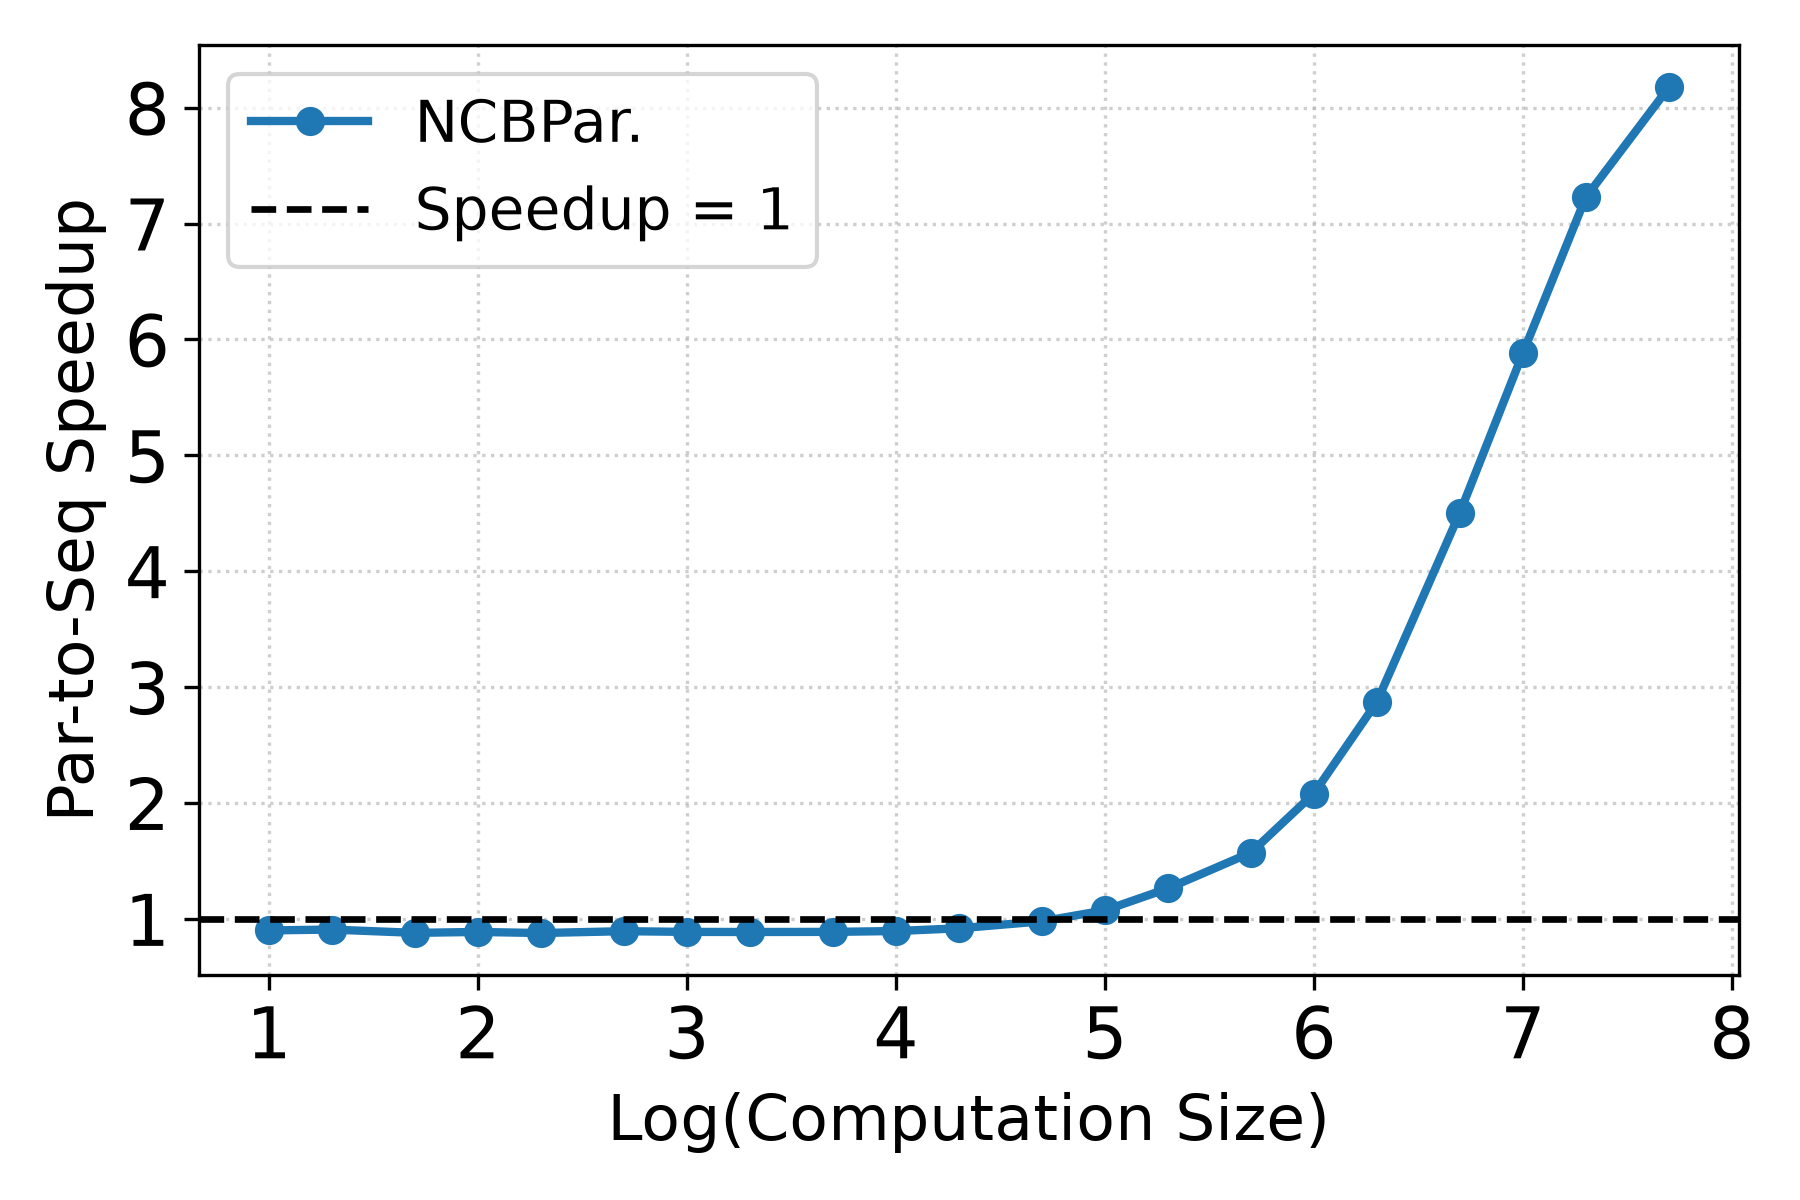 NCBPar.
Speedup = 1
Par-to-Seq Speedup
8
7
6
5
4
3
2
1
1 2 3 4 5 6 7 8
Log(Computation Size)